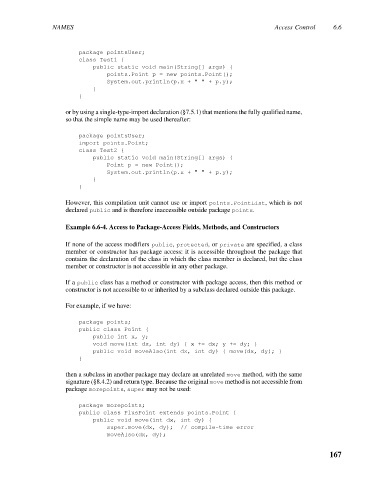 NAMES Access Control 6.6
package pointsUser;
class Test1 {
public static void main(String[] args) {
points.Point p = new points.Point();
System.out.println(p.x + " " + p.y);
}
}
or by using a single-type-import declaration (§7.5.1) that mentions the fully qualified name,
so that the simple name may be used thereafter:
package pointsUser;
import points.Point;
class Test2 {
public static void main(String[] args) {
Point p = new Point();
System.out.println(p.x + " " + p.y);
}
}
However, this compilation unit cannot use or import points.PointList, which is not
declared public and is therefore inaccessible outside package points.
Example 6.6-4. Access to Package-Access Fields, Methods, and Constructors
If none of the access modifiers public, protected, or private are specified, a class
member or constructor has package access: it is accessible throughout the package that
contains the declaration of the class in which the class member is declared, but the class
member or constructor is not accessible in any other package.
If a public class has a method or constructor with package access, then this method or
constructor is not accessible to or inherited by a subclass declared outside this package.
For example, if we have:
package points;
public class Point {
public int x, y;
void move(int dx, int dy) { x += dx; y += dy; }
public void moveAlso(int dx, int dy) { move(dx, dy); }
}
then a subclass in another package may declare an unrelated move method, with the same
signature (§8.4.2) and return type. Because the original move method is not accessible from
package morepoints, super may not be used:
package morepoints;
public class PlusPoint extends points.Point {
public void move(int dx, int dy) {
super.move(dx, dy); // compile-time error
moveAlso(dx, dy);
167